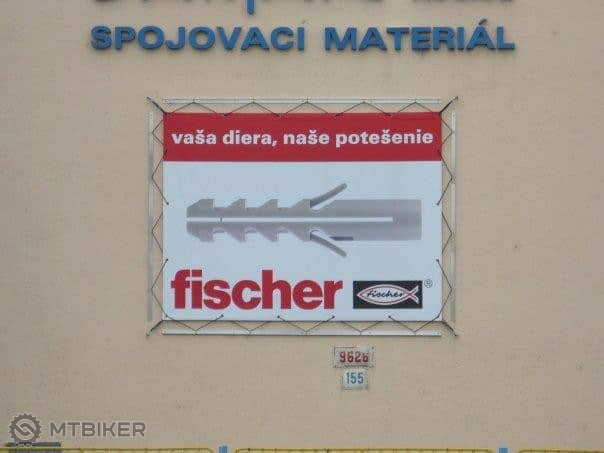 SPOJOVACÍ MATERIÁL
vaša diera, naše potešenie
fischer
fischer ®
9626
155
MTBIKER